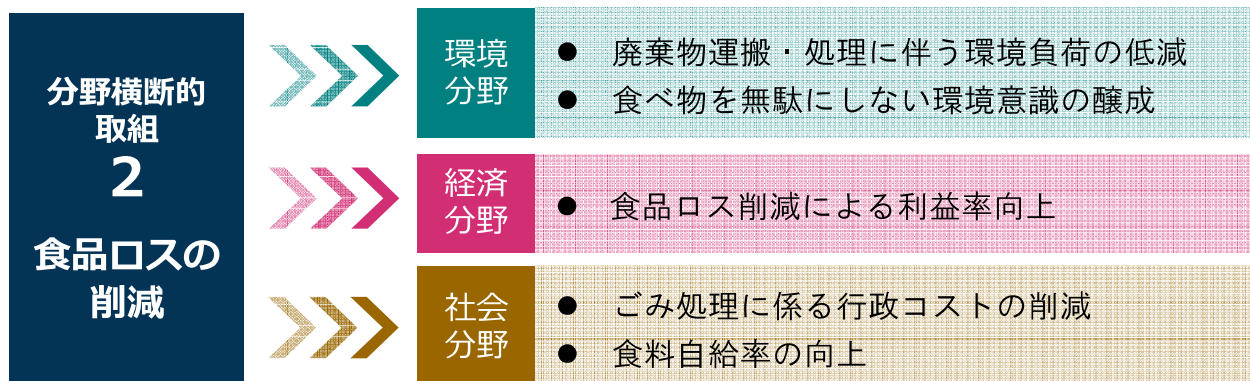 分野横断的
取組
2
食品ロスの
削減
環境
分野
● 廃棄物運搬・処理に伴う環境負荷の低減
● 食べ物を無駄にしない環境意識の醸成
経済
分野
● 食品ロス削減による利益率向上
社会
分野
● ごみ処理に係る行政コストの削減
● 食料自給率の向上